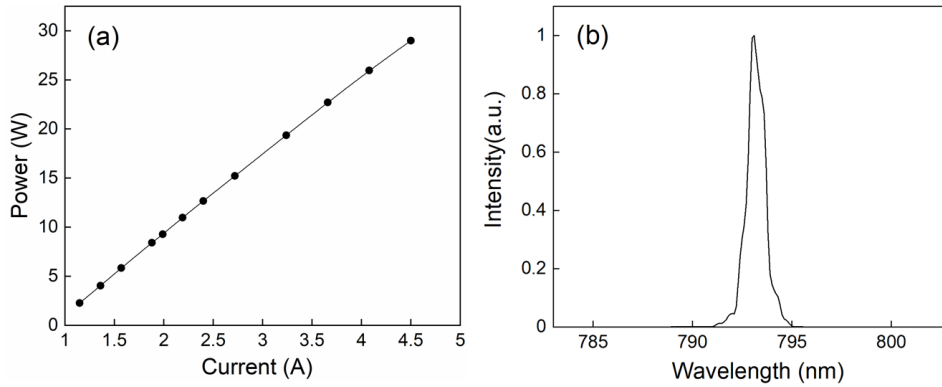 (a)
Power (W)
30
25
20
15
10
5
0
1 1.5 2 2.5 3 3.5 4 4.5 5
Current (A)
(b)
Intensity(a.u.)
1
0.8
0.6
0.4
0.2
0
785 790 795 800
Wavelength (nm)